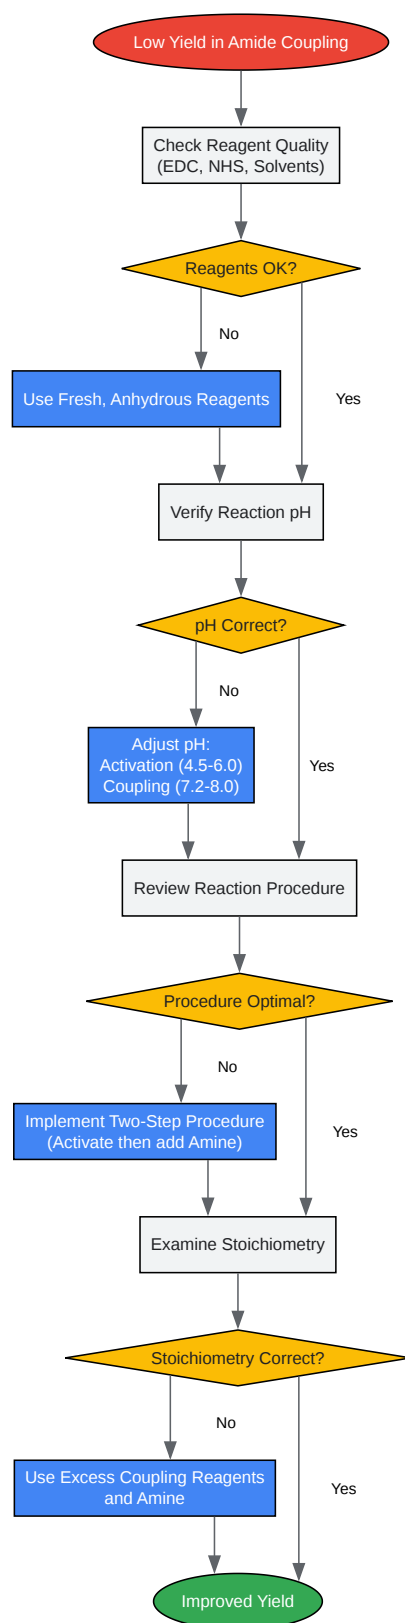 Low Yield in Amide Coupling
Check Reagent Quality
(EDC, NHS, Solvents)
Reagents OK?
No
Use Fresh, Anhydrous Reagents
Yes
Verify Reaction pH
pH Correct?
No
Adjust pH:
Activation (4.5-6.0)
Coupling (7.2-8.0)
Yes
Review Reaction Procedure
Procedure Optimal?
No
Implement Two-Step Procedure
(Activate then add Amine)
Yes
Examine Stoichiometry
Stoichiometry Correct?
No
Use Excess Coupling Reagents
and Amine
Yes
Improved Yield